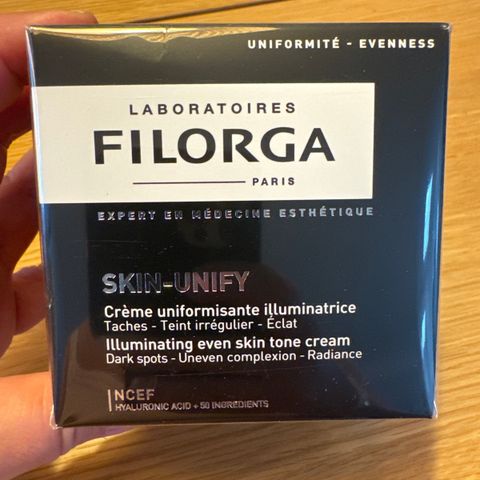 UNIFORMITÉ - EVENNESS
LABORATOIRES
FILORGA
PARIS
EXPERT EN MÉDECINE ESTHÉTIQUE
SKIN-UNIFY
Crème uniformisante illuminatrice
Taches - Teint irrégulier - Éclat
Illuminating even skin tone cream
Dark spots - Uneven complexion - Radiance
NCEF
HYALURONIC ACID + 50 INGREDIENTS